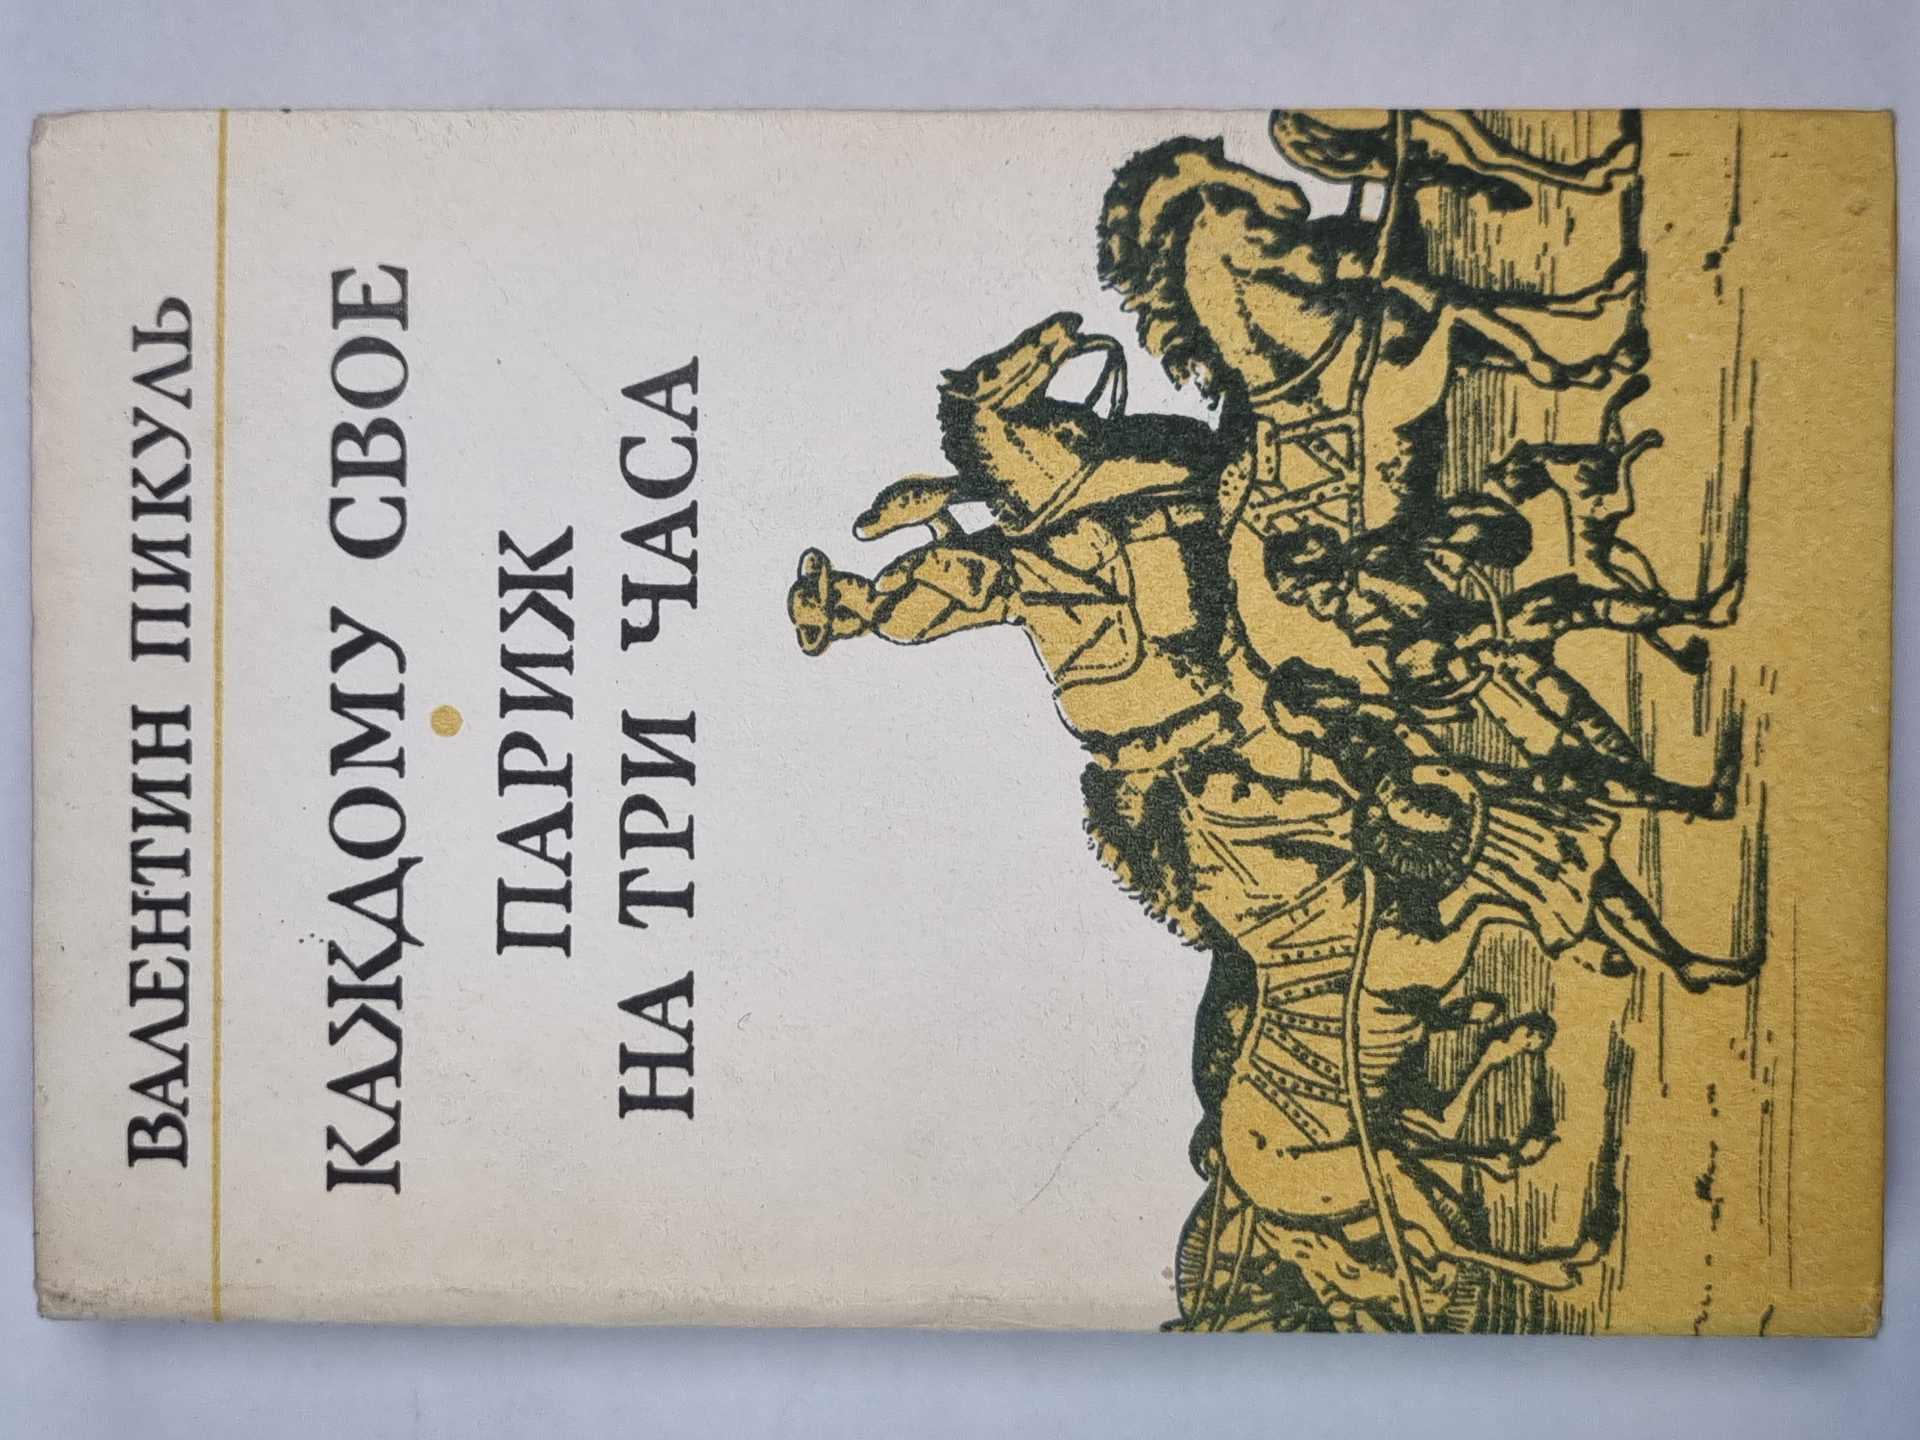 ВАЛЕНТИН ПИКУЛЬ
КАЖДОМУ СВОЕ
ПАРИЖ
НА ТРИ ЧАСА